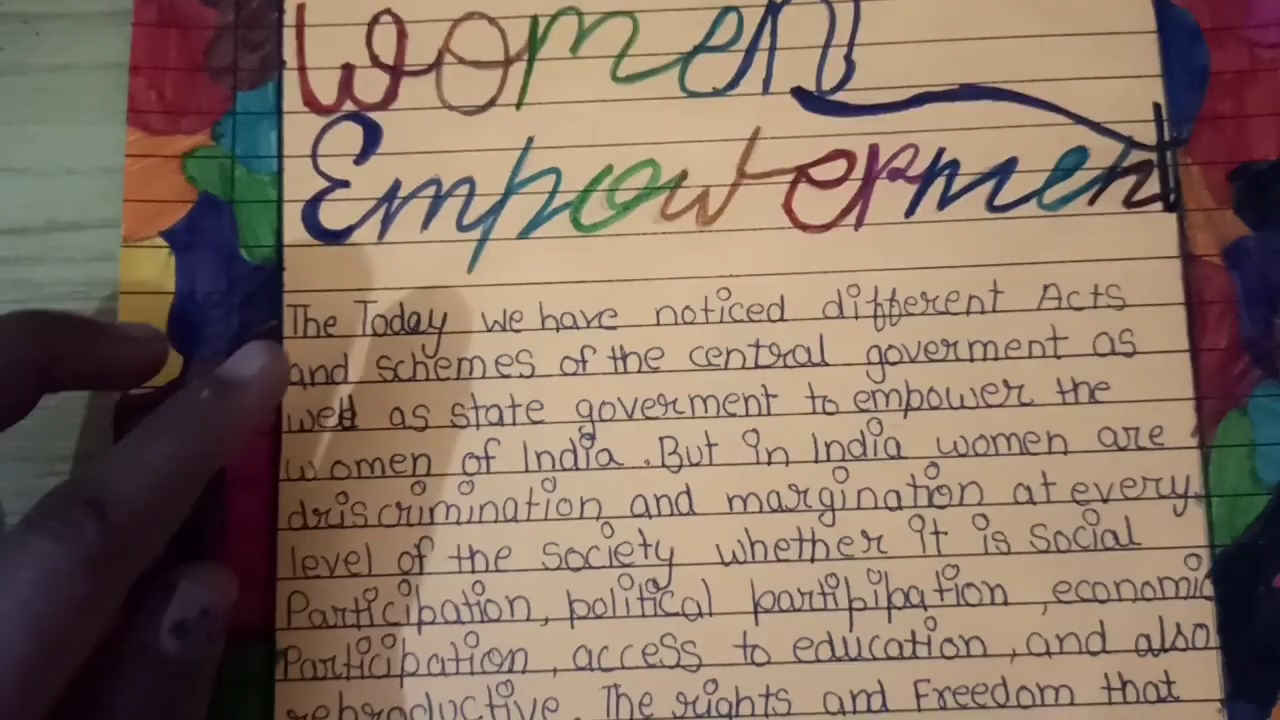 Women
Empowerment
The Today we have noticed different Acts
and schemes of the central goverment as
well as state goverment to empower the
women of India. But in India women are
driscrimination and margination at every
level of the society whether it is social
Participation, political partipipation, economic
Participation, access to education, and also
reproductive. The rights and Freedom that